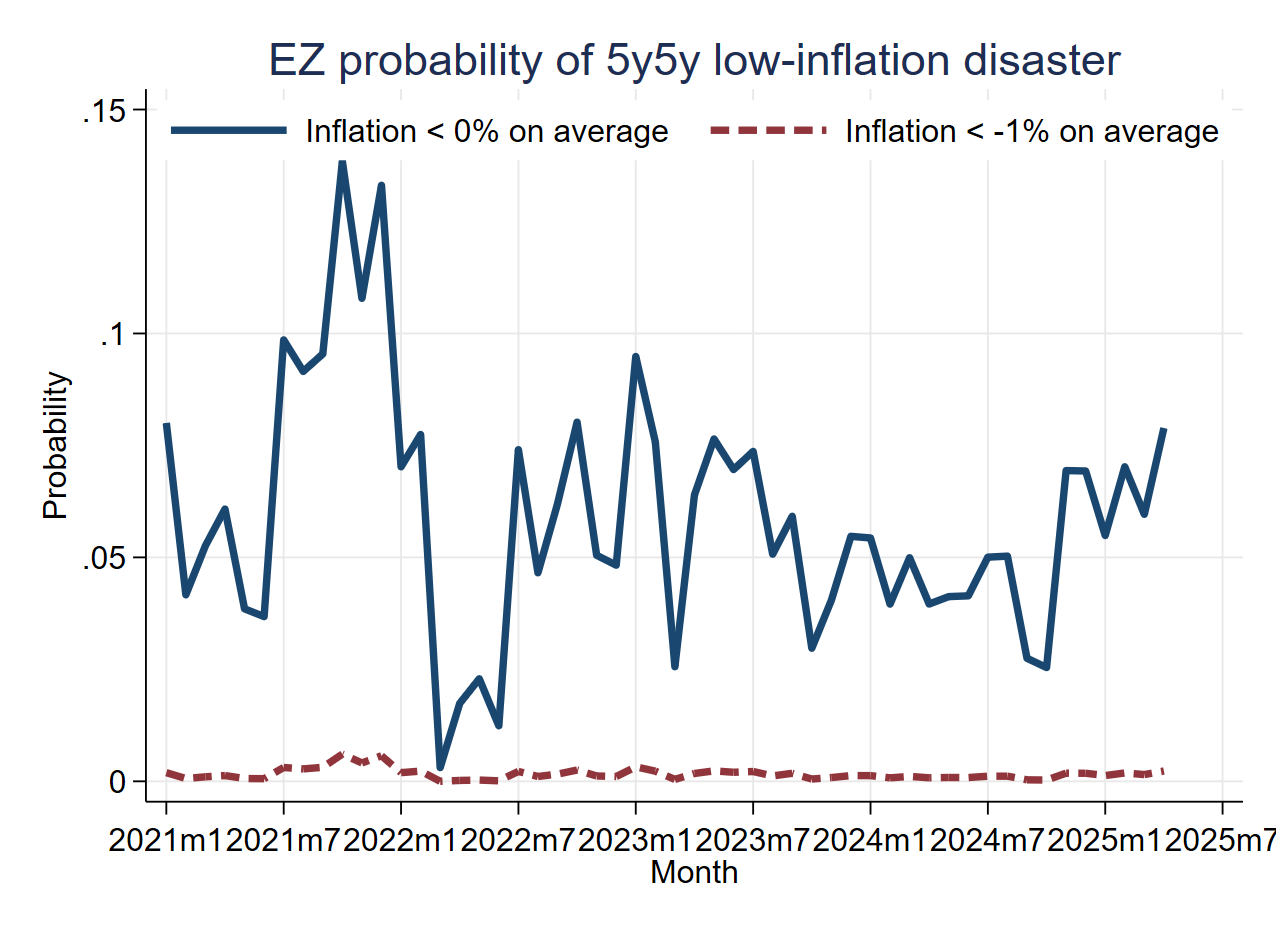 EZ probability of 5y5y low-inflation disaster
Inflation < 0% on average
Inflation < -1% on average
.15
.1
.05
0
Probability
2021m1 2021m7 2022m1 2022m7 2023m1 2023m7 2024m1 2024m7 2025m1 2025m7
Month